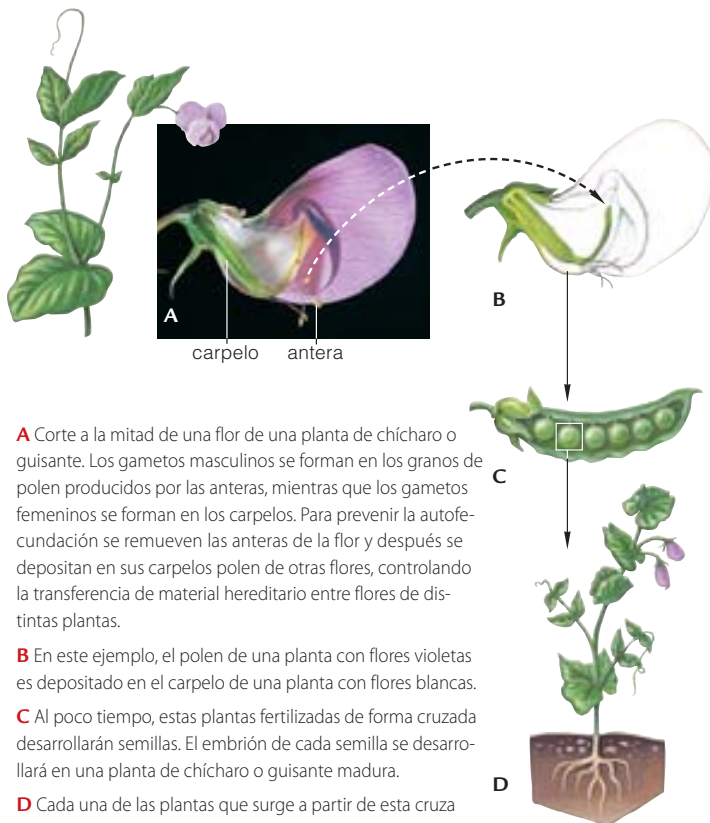 A
B
carpelo antera
C
A Corte a la mitad de una flor de una planta de chícharo o
guisante. Los gametos masculinos se forman en los granos de
polen producidos por las anteras, mientras que los gametos
femeninos se forman en los carpelos. Para prevenir la autofe-
cundación se remueven las anteras de la flor y después se
depositan en sus carpelos polen de otras flores, controlando
la transferencia de material hereditario entre flores de dis-
tintas plantas.
B En este ejemplo, el polen de una planta con flores violetas
es depositado en el carpelo de una planta con flores blancas.
C Al poco tiempo, estas plantas fertilizadas de forma cruzada
desarrollarán semillas. El embrión de cada semilla se desarro-
llará en una planta de chícharo o guisante madura.
D
D Cada una de las plantas que surge a partir de esta cruza